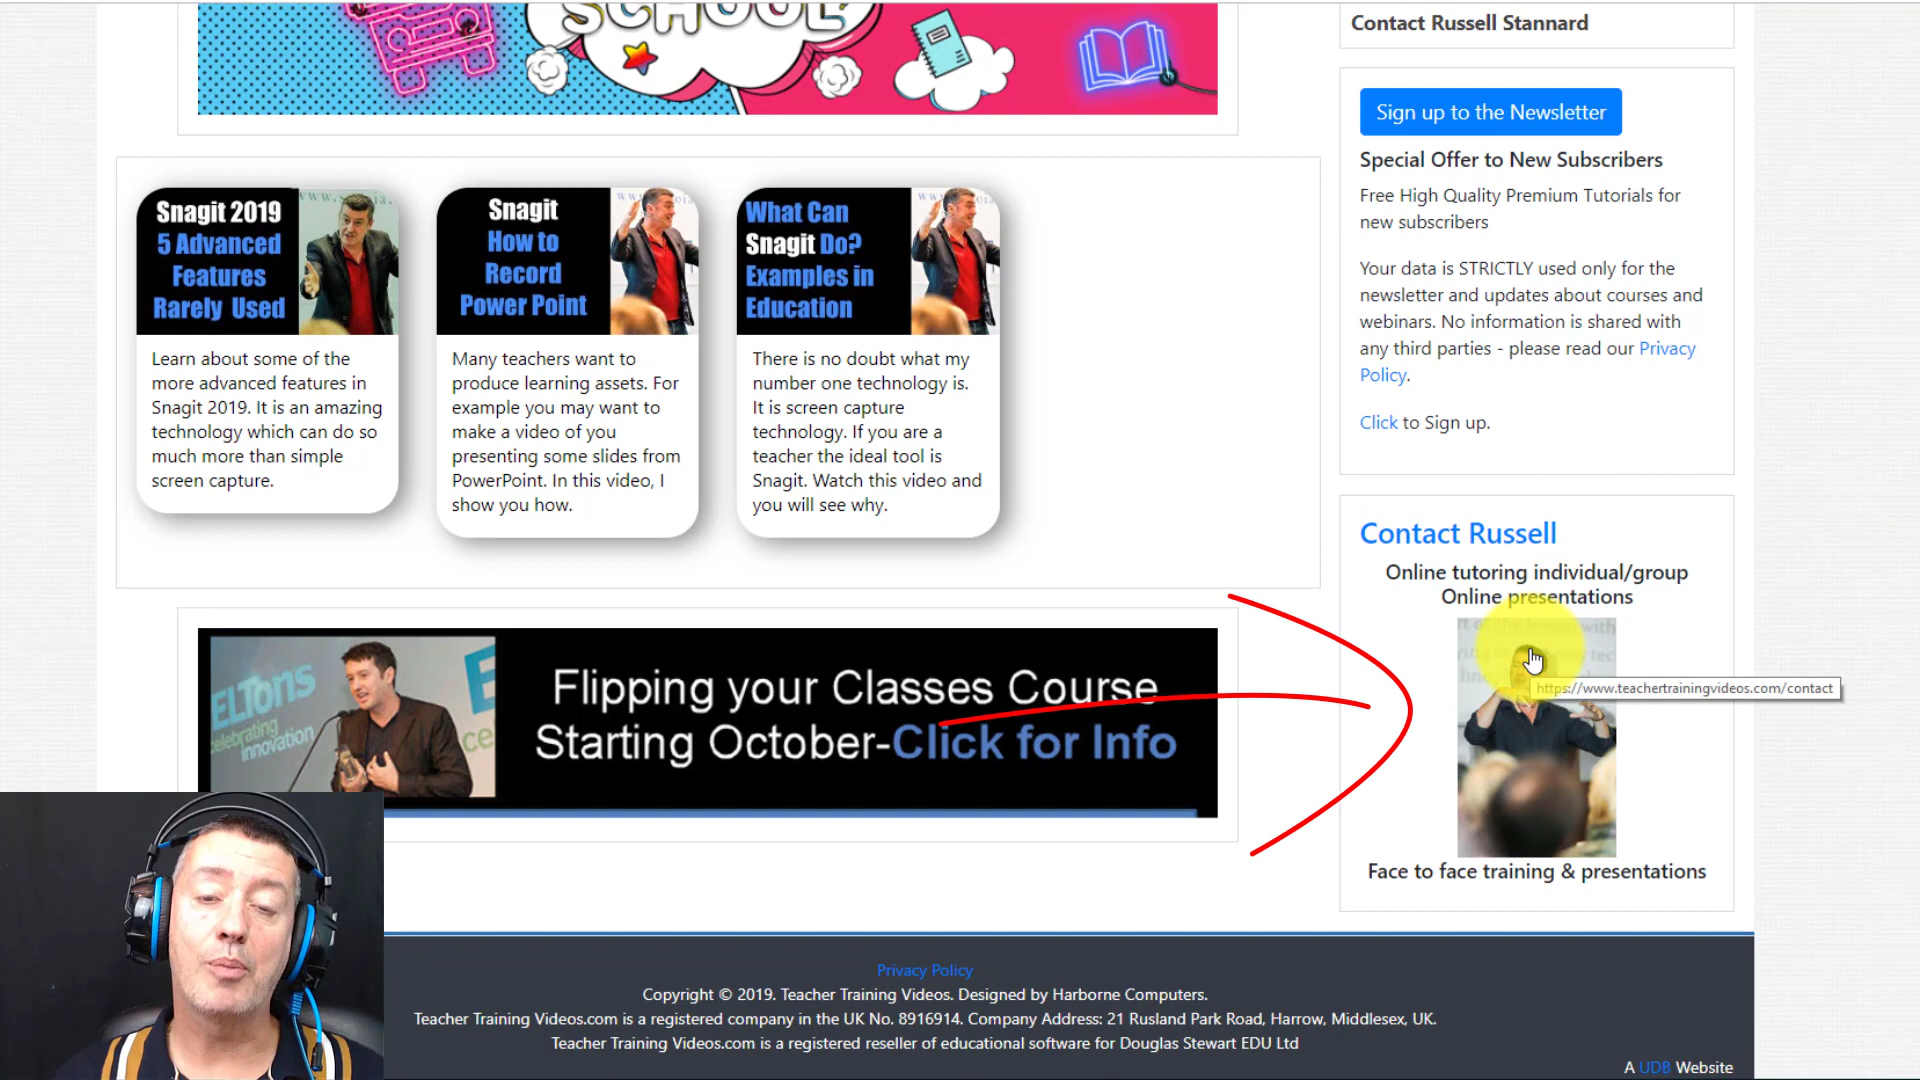 SCHOOL
Contact Russell Stannard
Sign up to the Newsletter
Special Offer to New Subscribers
Free High Quality Premium Tutorials for
new subscribers
Your data is STRICTLY used only for the
newsletter and updates about courses and
webinars. No information is shared with
any third parties - please read our Privacy
Policy.
Click to Sign up.
Snagit 2019
5 Advanced
Features
Rarely Used
Learn about some of the
more advanced features in
Snagit 2019. It is an amazing
technology which can do so
much more than simple
screen capture.
Snagit
How to
Record
Power Point
Many teachers want to
produce learning assets. For
example you may want to
make a video of you
presenting some slides from
PowerPoint. In this video, I
show you how.
What Can
Snagit Do?
Examples in
Education
There is no doubt what my
number one technology is.
It is screen capture
technology. If you are a
teacher the ideal tool is
Snagit. Watch this video and
you will see why.
Contact Russell
Online tutoring individual/group
Online presentations
https://www.teachertrainingvideos.com/contact
Face to face training & presentations
ELTons
celebrating
innovation
Flipping your Classes Course
Starting October-Click for Info
Privacy Policy
Copyright © 2019. Teacher Training Videos. Designed by Harborne Computers.
Teacher Training Videos.com is a registered company in the UK No. 8916914. Company Address: 21 Rusland Park Road, Harrow, Middlesex, UK.
Teacher Training Videos.com is a registered reseller of educational software for Douglas Stewart EDU Ltd
A UDB Website